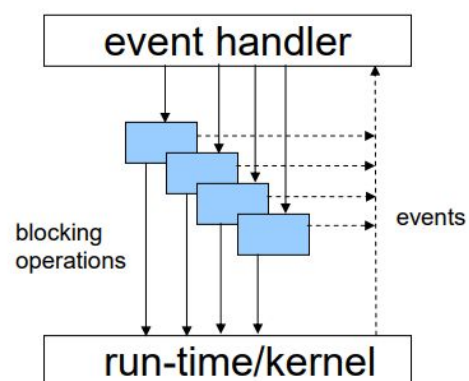 event handler
blocking
operations
events
run-time/kernel